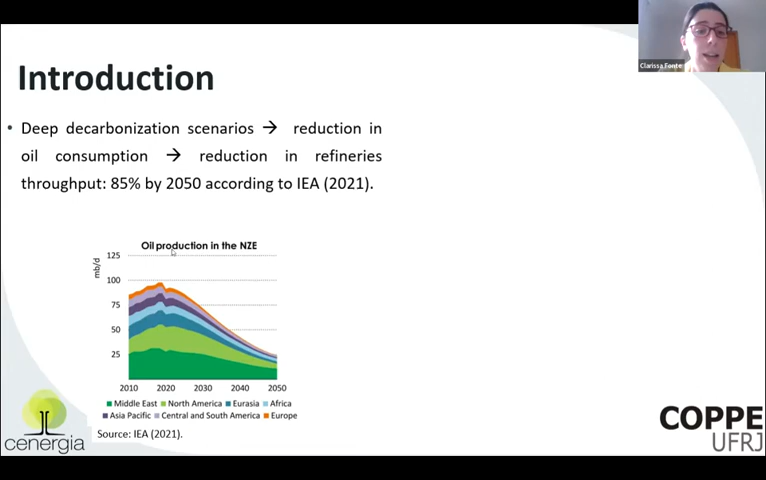 Clarissa Fonte
Introduction
• Deep decarbonization scenarios → reduction in
oil consumption → reduction in refineries
throughput: 85% by 2050 according to IEA (2021).
Oil production in the NZE
mb/d
125
100
75
50
25
2010 2020 2030 2040 2050
Middle East North America Eurasia Africa
Asia Pacific Central and South America Europe
Source: IEA (2021).
cenergia
COPPE
UFRJ